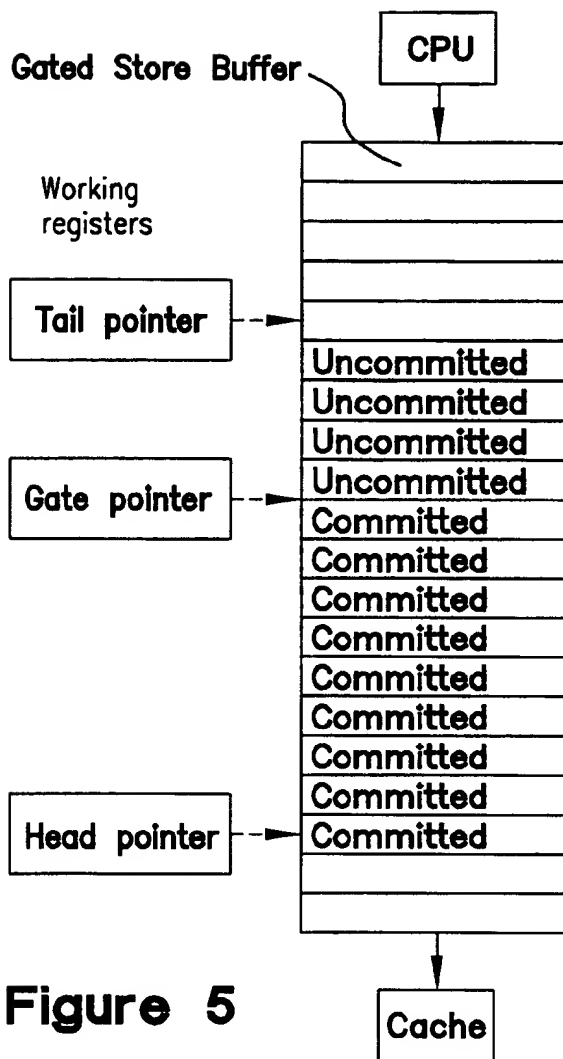 CPU
Gated Store Buffer
Working
registers
Tail pointer
Uncommitted
Uncommitted
Uncommitted
Uncommitted
Gate pointer
Committed
Committed
Committed
Committed
Committed
Committed
Committed
Committed
Head pointer
Committed
Figure 5
Cache